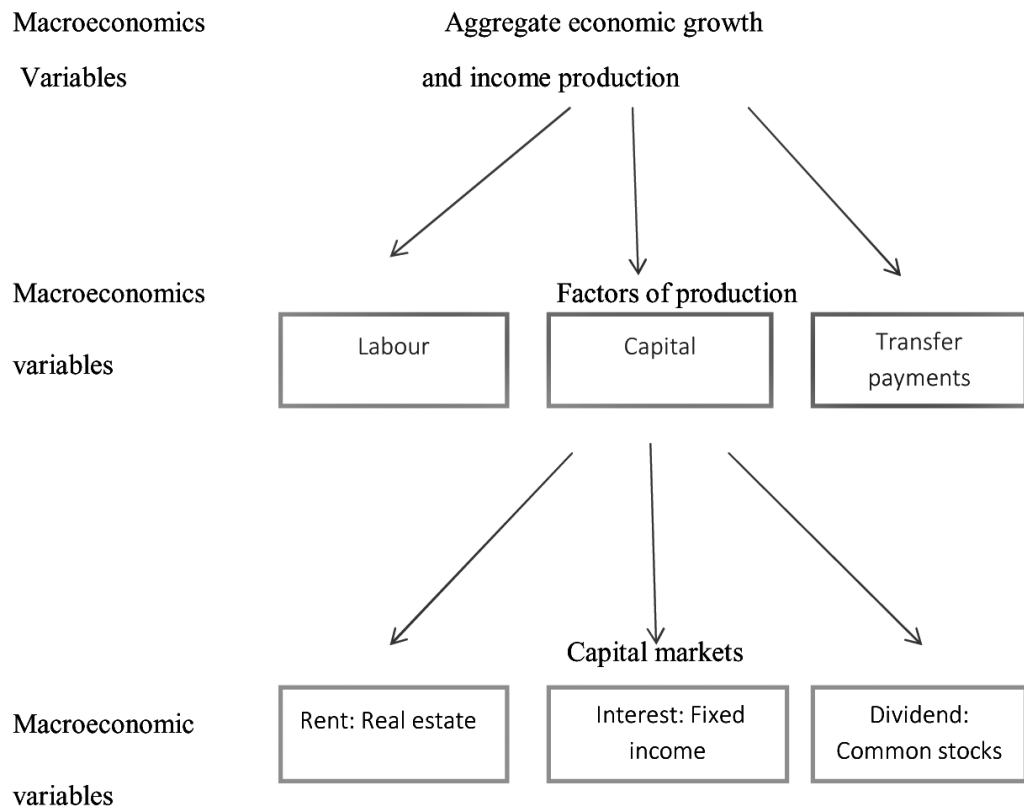 Macroeconomics
Aggregate economic growth
Variables
and income production
Macroeconomics
Factors of production
variables
Labour
Capital
Transfer
payments
Capital markets
Macroeconomic
variables
Rent: Real estate
Interest: Fixed
income
Dividend:
Common stocks